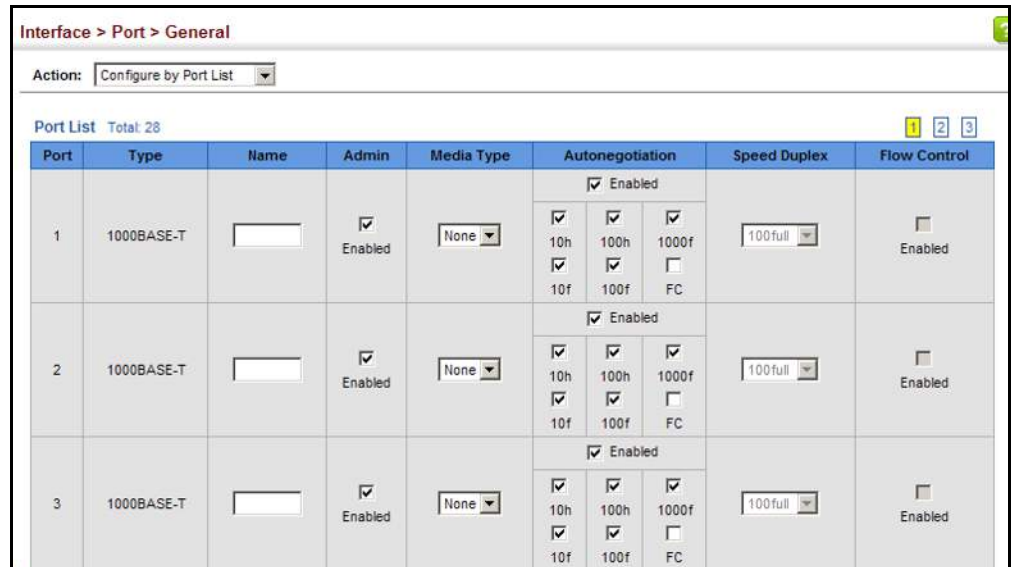 Interface > Port > General
?
Action: Configure by Port List
Port List Total: 28 1 2 3
Port Type Name Admin Media Type Autonegotiation Speed Duplex Flow Control
Enabled
1 1000BASE-T Enabled None 10h 100h 1000f 100full Enabled
10f 100f FC
Enabled
2 1000BASE-T Enabled None 10h 100h 1000f 100full Enabled
10f 100f FC
Enabled
3 1000BASE-T Enabled None 10h 100h 1000f 100full Enabled
10f 100f FC